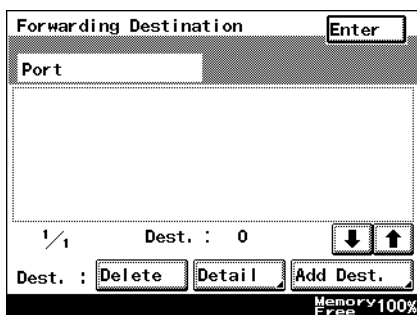 Forwarding Destination Enter
Port
1/1 Dest. : 0
Dest. : Delete Detail Add Dest.
Memory Free 100%